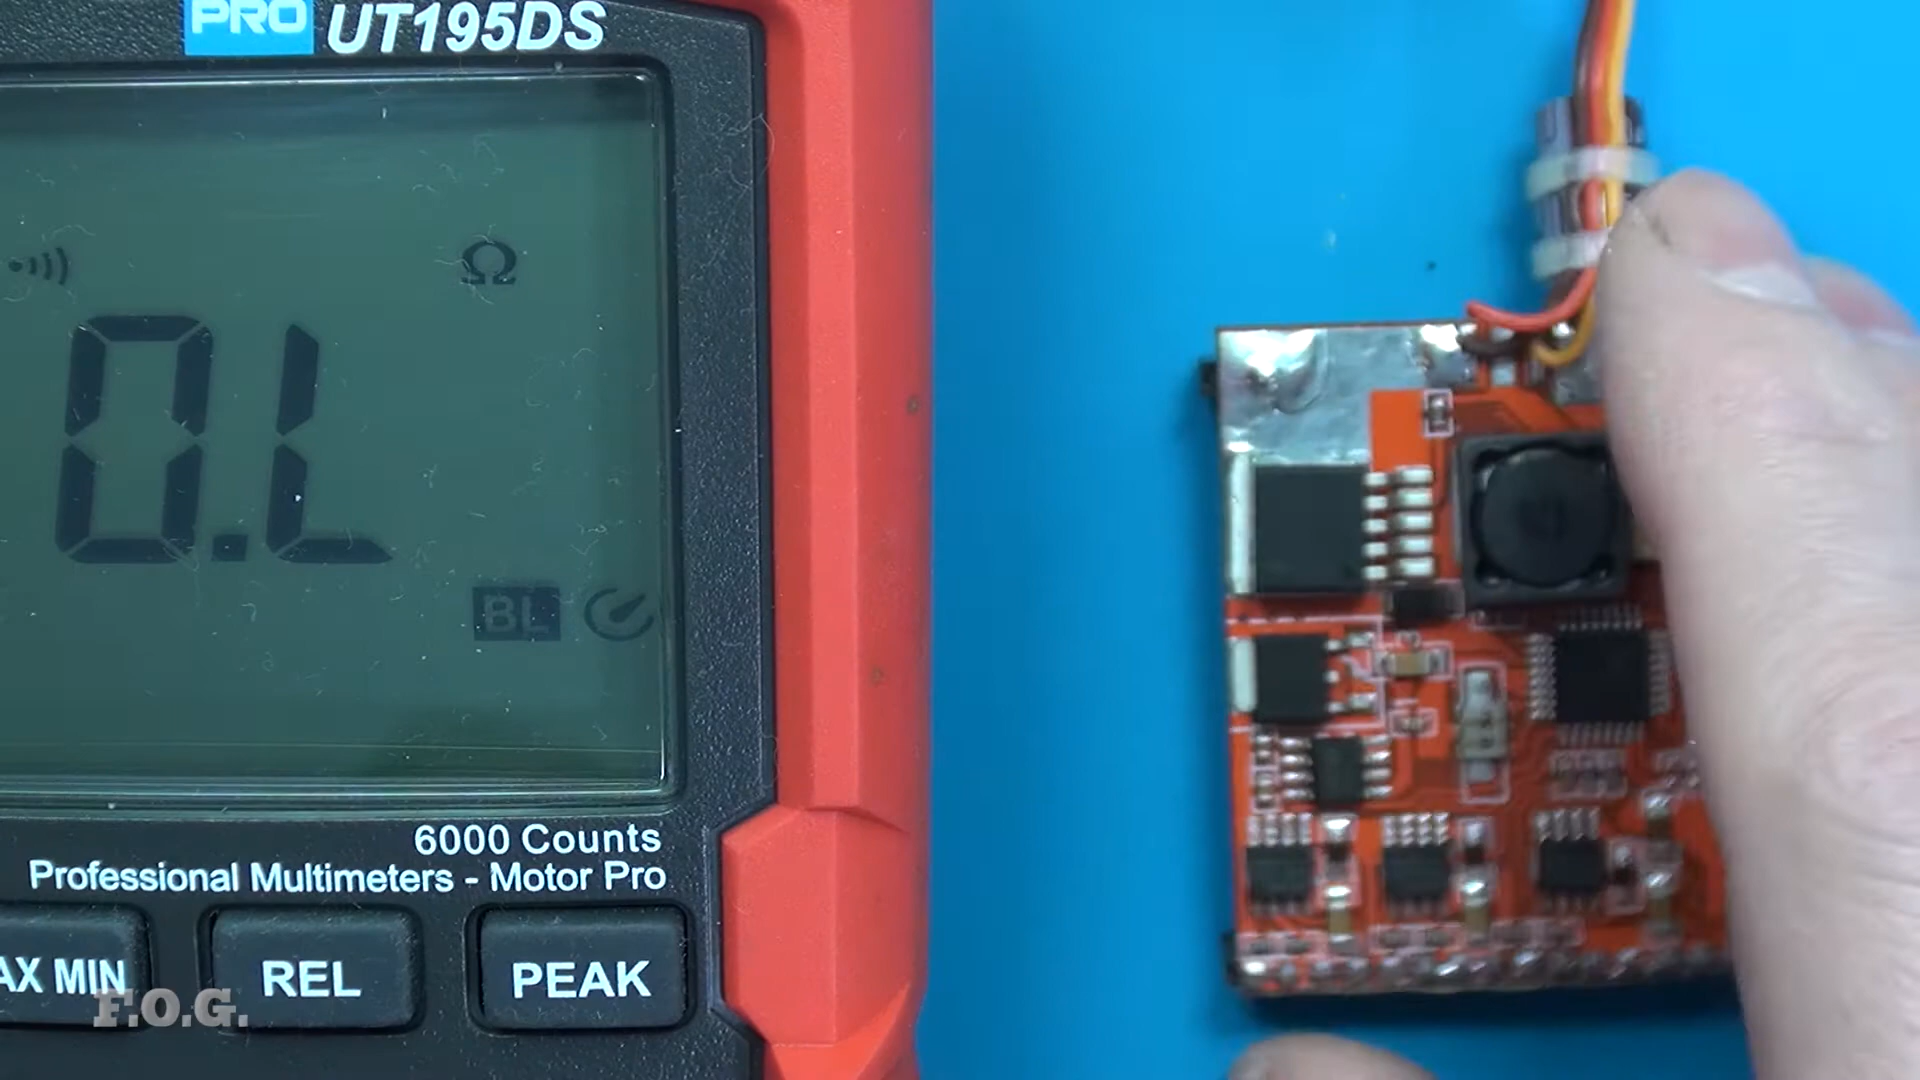 PRO UT195DS
Ω
0.L
BL
6000 Counts
Professional Multimeters - Motor Pro
AX MIN REL PEAK
F.O.G.